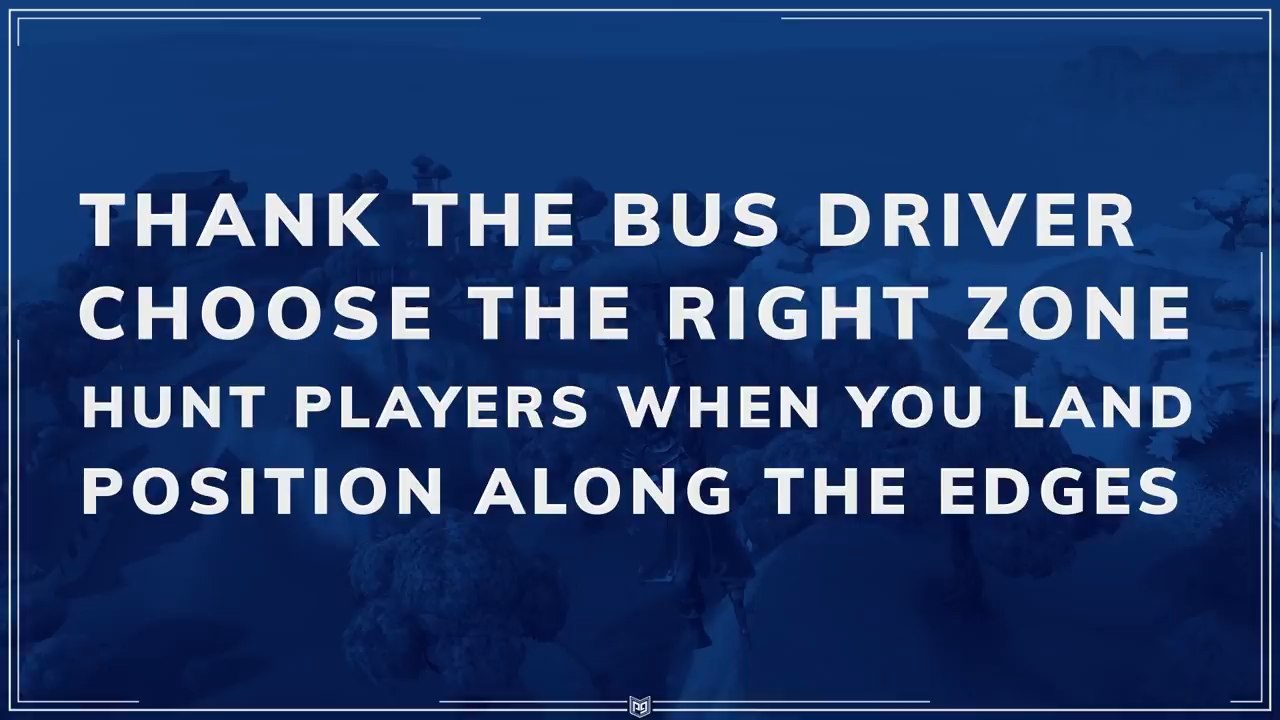 THANK THE BUS DRIVER
CHOOSE THE RIGHT ZONE
HUNT PLAYERS WHEN YOU LAND
POSITION ALONG THE EDGES